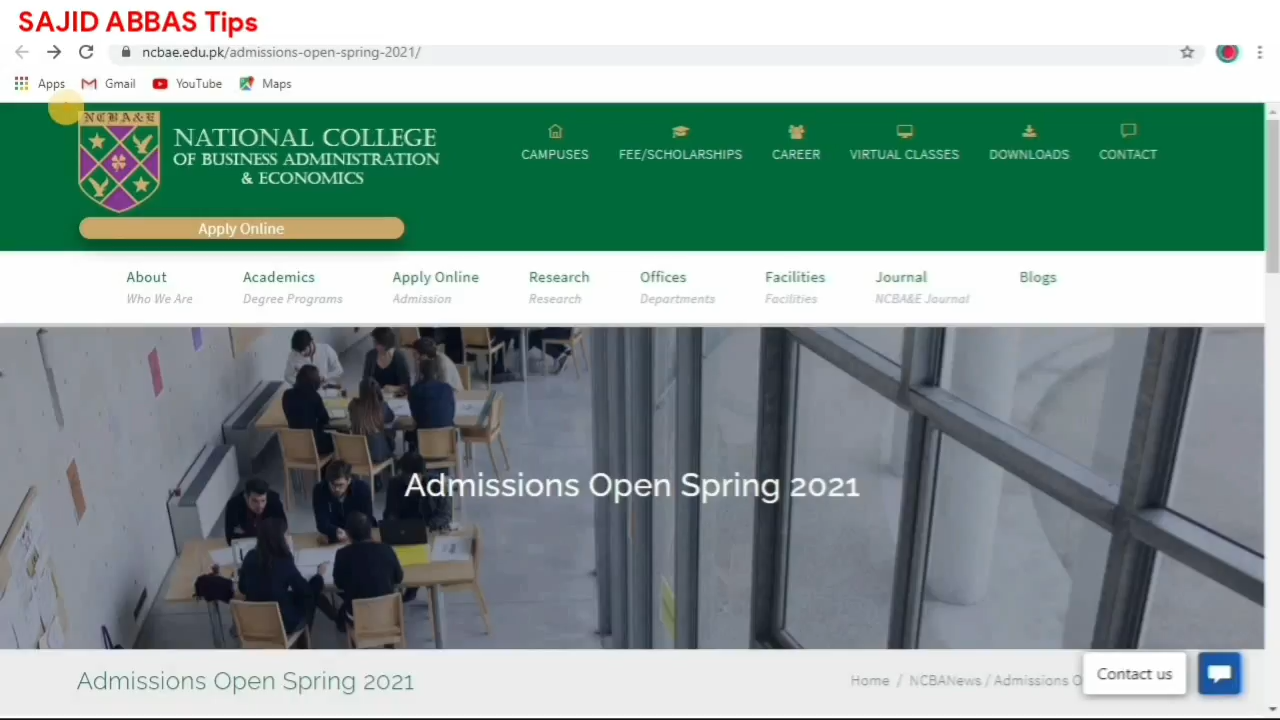 SAJID ABBAS Tips
ncbae.edu.pk/admissions-open-spring-2021/
Apps Gmail YouTube Maps
NCBA&E
NATIONAL COLLEGE
OF BUSINESS ADMINISTRATION
& ECONOMICS
CAMPUSES FEE/SCHOLARSHIPS CAREER VIRTUAL CLASSES DOWNLOADS CONTACT
Apply Online
About Academics Apply Online Research Offices Facilities Journal Blogs
Who We Are Degree Programs Admission Research Departments Facilities NCBA&E Journal
Admissions Open Spring 2021
Admissions Open Spring 2021
Home / NCBANews / Admissions O
Contact us